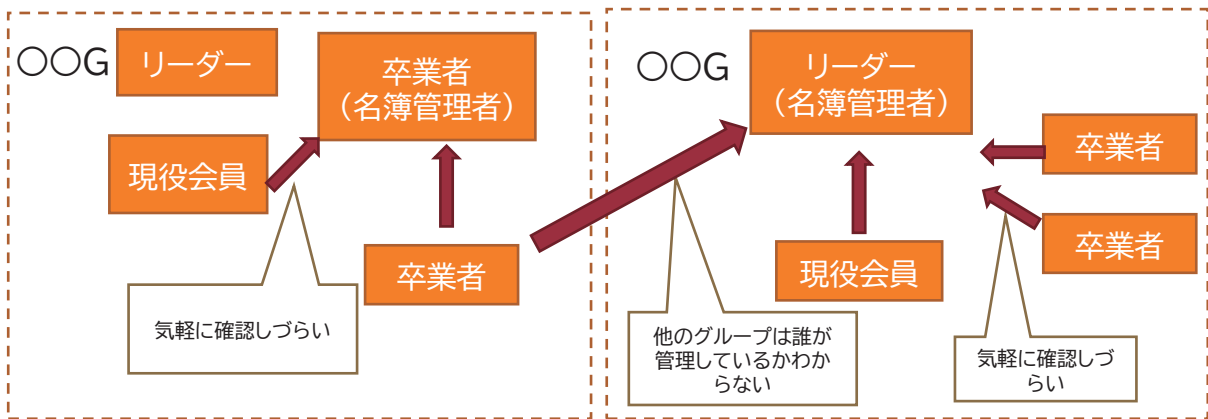 〇〇G
リーダー
卒業者
（名簿管理者）
現役会員
卒業者
気軽に確認しづらい
〇〇G
リーダー
（名簿管理者）
卒業者
卒業者
現役会員
他のグループは誰が
管理しているかわか
らない
気軽に確認しづ
らい